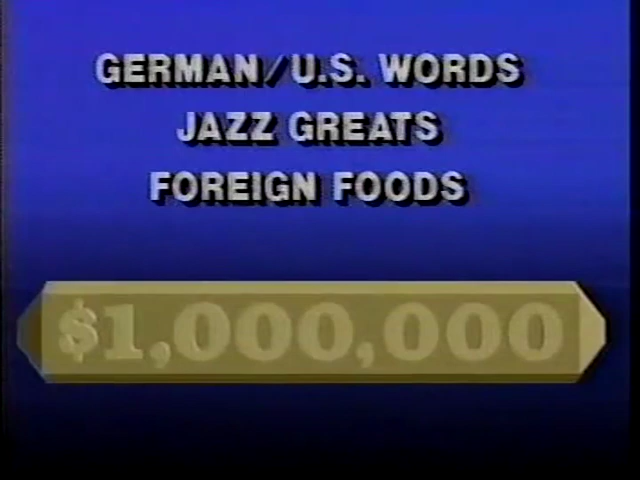 GERMAN/U.S. WORDS
JAZZ GREATS
FOREIGN FOODS
$1,000,000